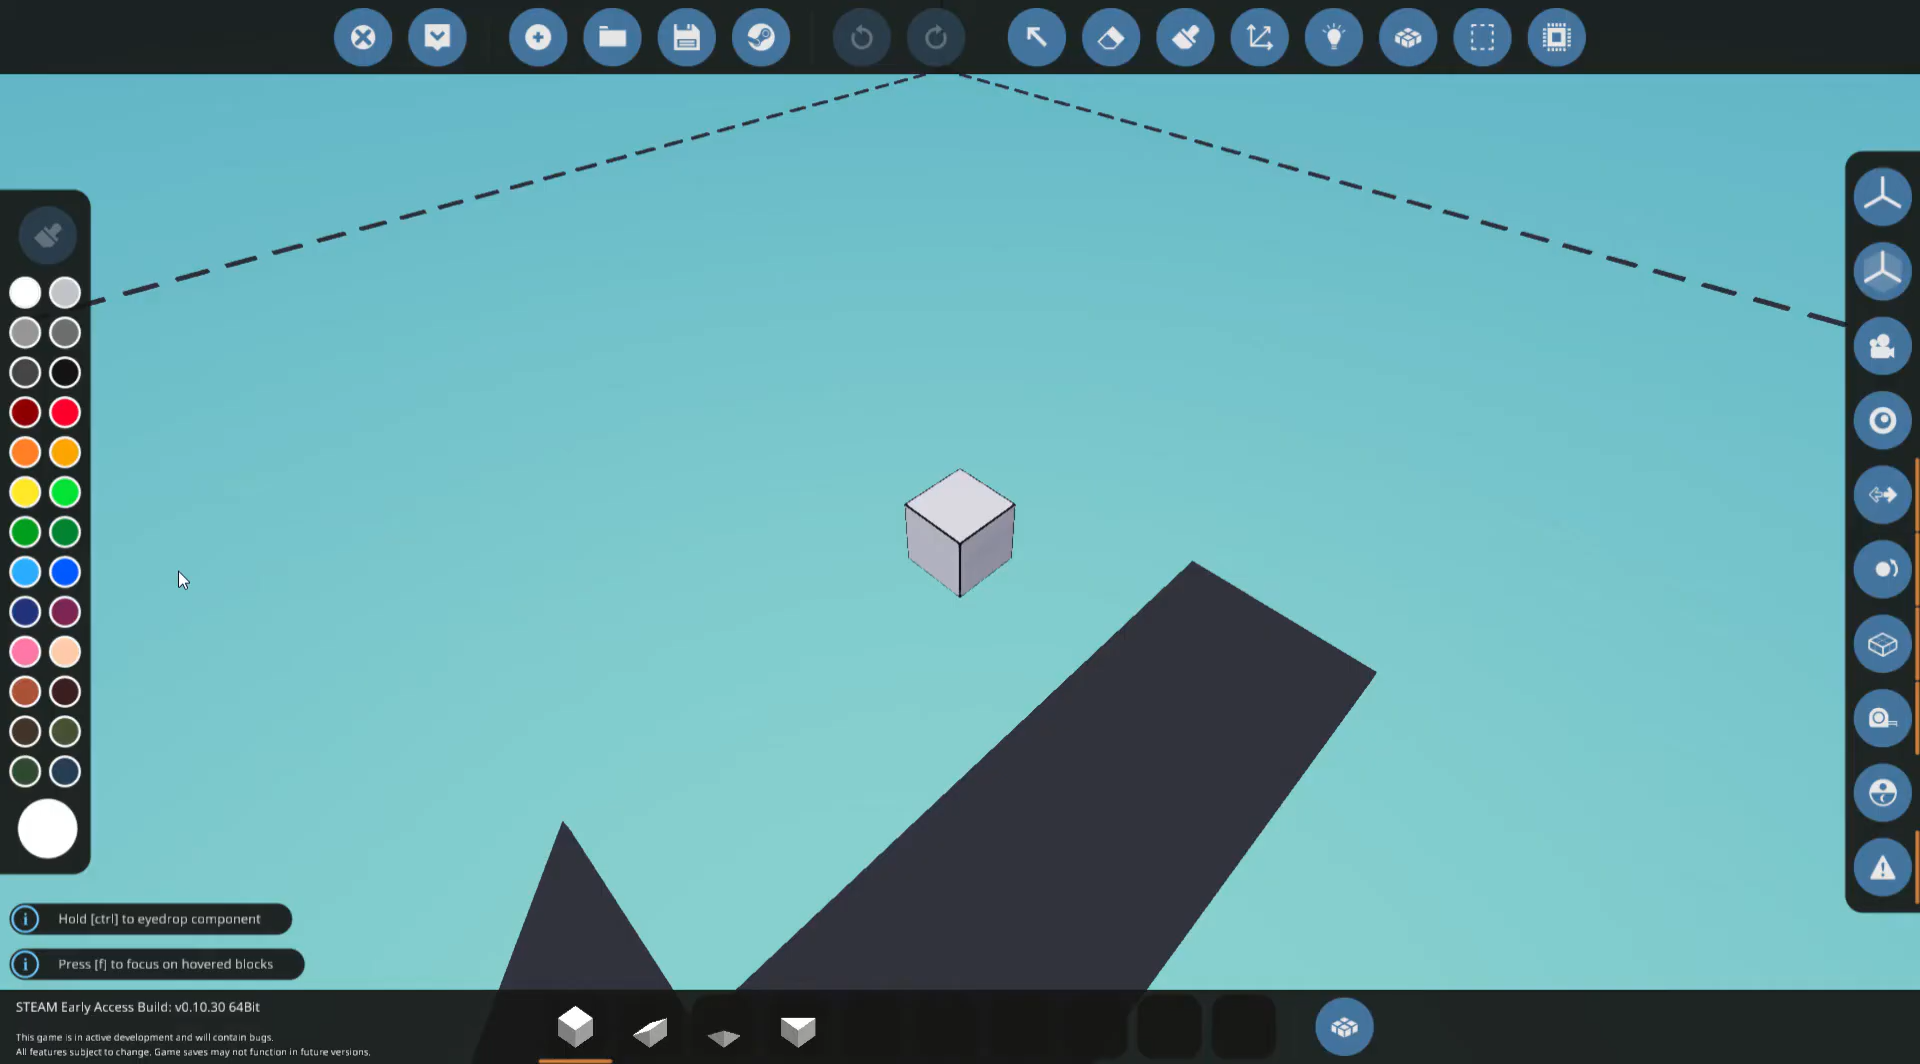 Hold [ctrl] to eyedrop component
Press [f] to focus on hovered blocks
STEAM Early Access Build: v0.10.30 64Bit
This game is in active development and will contain bugs.
All features subject to change. Game saves may not function in future versions.